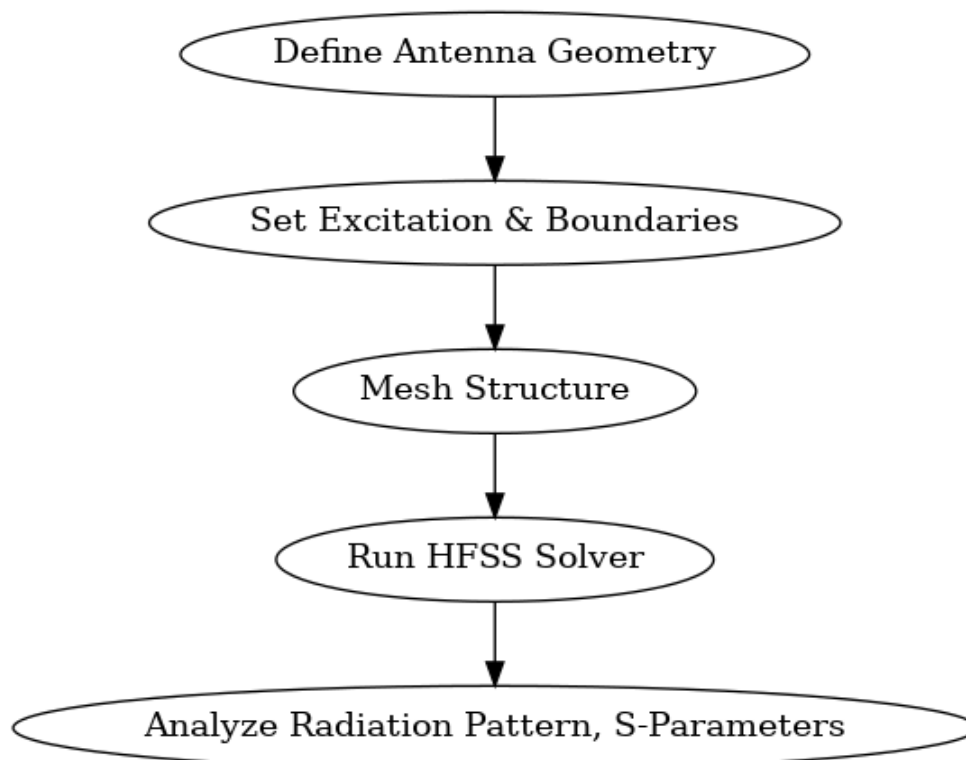 Define Antenna Geometry
Set Excitation & Boundaries
Mesh Structure
Run HFSS Solver
Analyze Radiation Pattern, S-Parameters